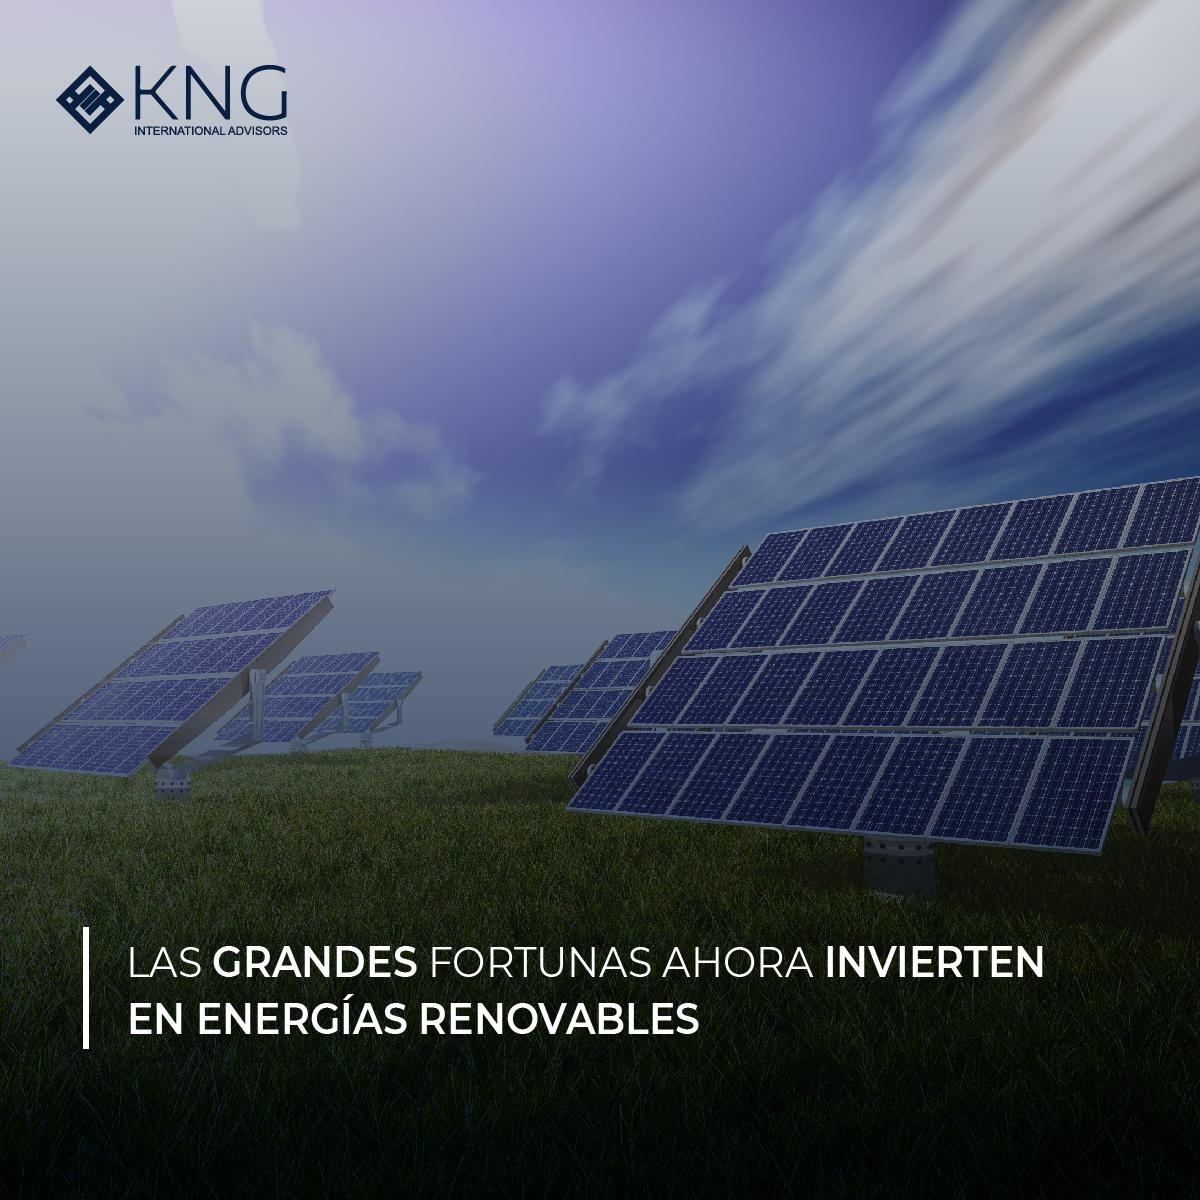 KNG
INTERNATIONAL ADVISORS
LAS GRANDES FORTUNAS AHORA INVIERTEN
EN ENERGÍAS RENOVABLES